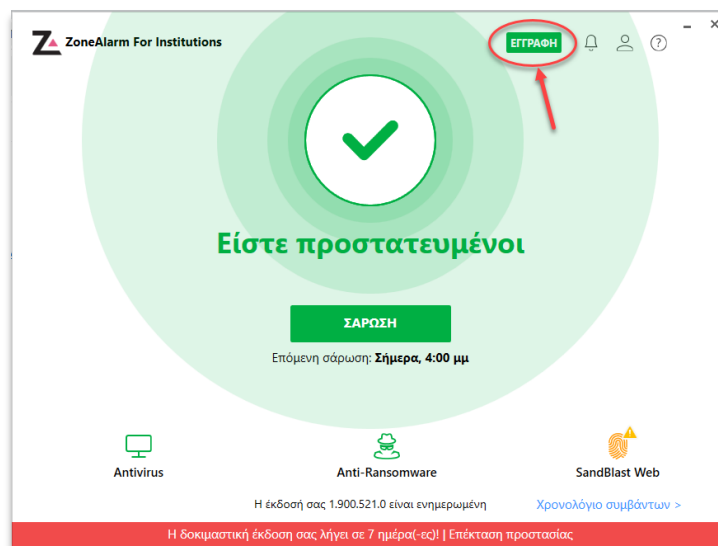 ZoneAlarm For Institutions
ΕΓΓΡΑΦΗ
Είστε προστατευμένοι
ΣΑΡΩΣΗ
Επόμενη σάρωση: Σήμερα, 4:00 μμ
Antivirus
Anti-Ransomware
SandBlast Web
Η έκδοσή σας 1.900.521.0 είναι ενημερωμένη
Χρονολόγιο συμβάντων >
Η δοκιμαστική έκδοση σας λήγει σε 7 ημέρα(-ες)! | Επέκταση προστασίας